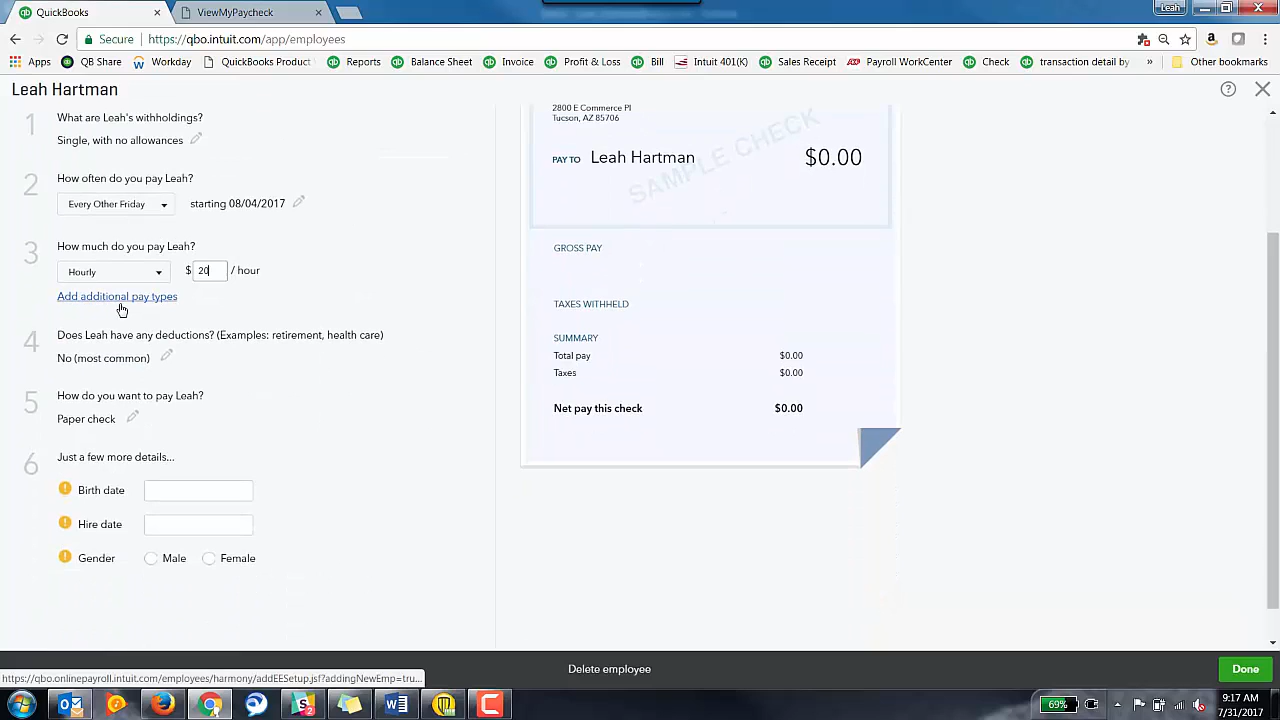 QuickBooks
ViewMyPaycheck
Leah
Secure https://qbo.intuit.com/app/employees
Apps QB Share Workday QuickBooks Product Reports Balance Sheet Invoice Profit & Loss Bill Intuit 401(K) Sales Receipt Payroll WorkCenter Check transaction detail by » Other bookmarks
Leah Hartman
1 What are Leah's withholdings?
Single, with no allowances
2 How often do you pay Leah?
Every Other Friday starting 08/04/2017
3 How much do you pay Leah?
Hourly $ 20 / hour
Add additional pay types
4 Does Leah have any deductions? (Examples: retirement, health care)
No (most common)
5 How do you want to pay Leah?
Paper check
6 Just a few more details...
Birth date
Hire date
Gender Male Female
2800 E Commerce Pl
Tucson, AZ 85706
PAY TO Leah Hartman $0.00
SAMPLE CHECK
GROSS PAY
TAXES WITHHELD
SUMMARY
Total pay $0.00
Taxes $0.00
Net pay this check $0.00
Delete employee
Done
https://qbo.onlinepayroll.intuit.com/employees/harmony/addEESetup.jsf?addingNewEmp=tru...
69%
9:17 AM
7/31/2017